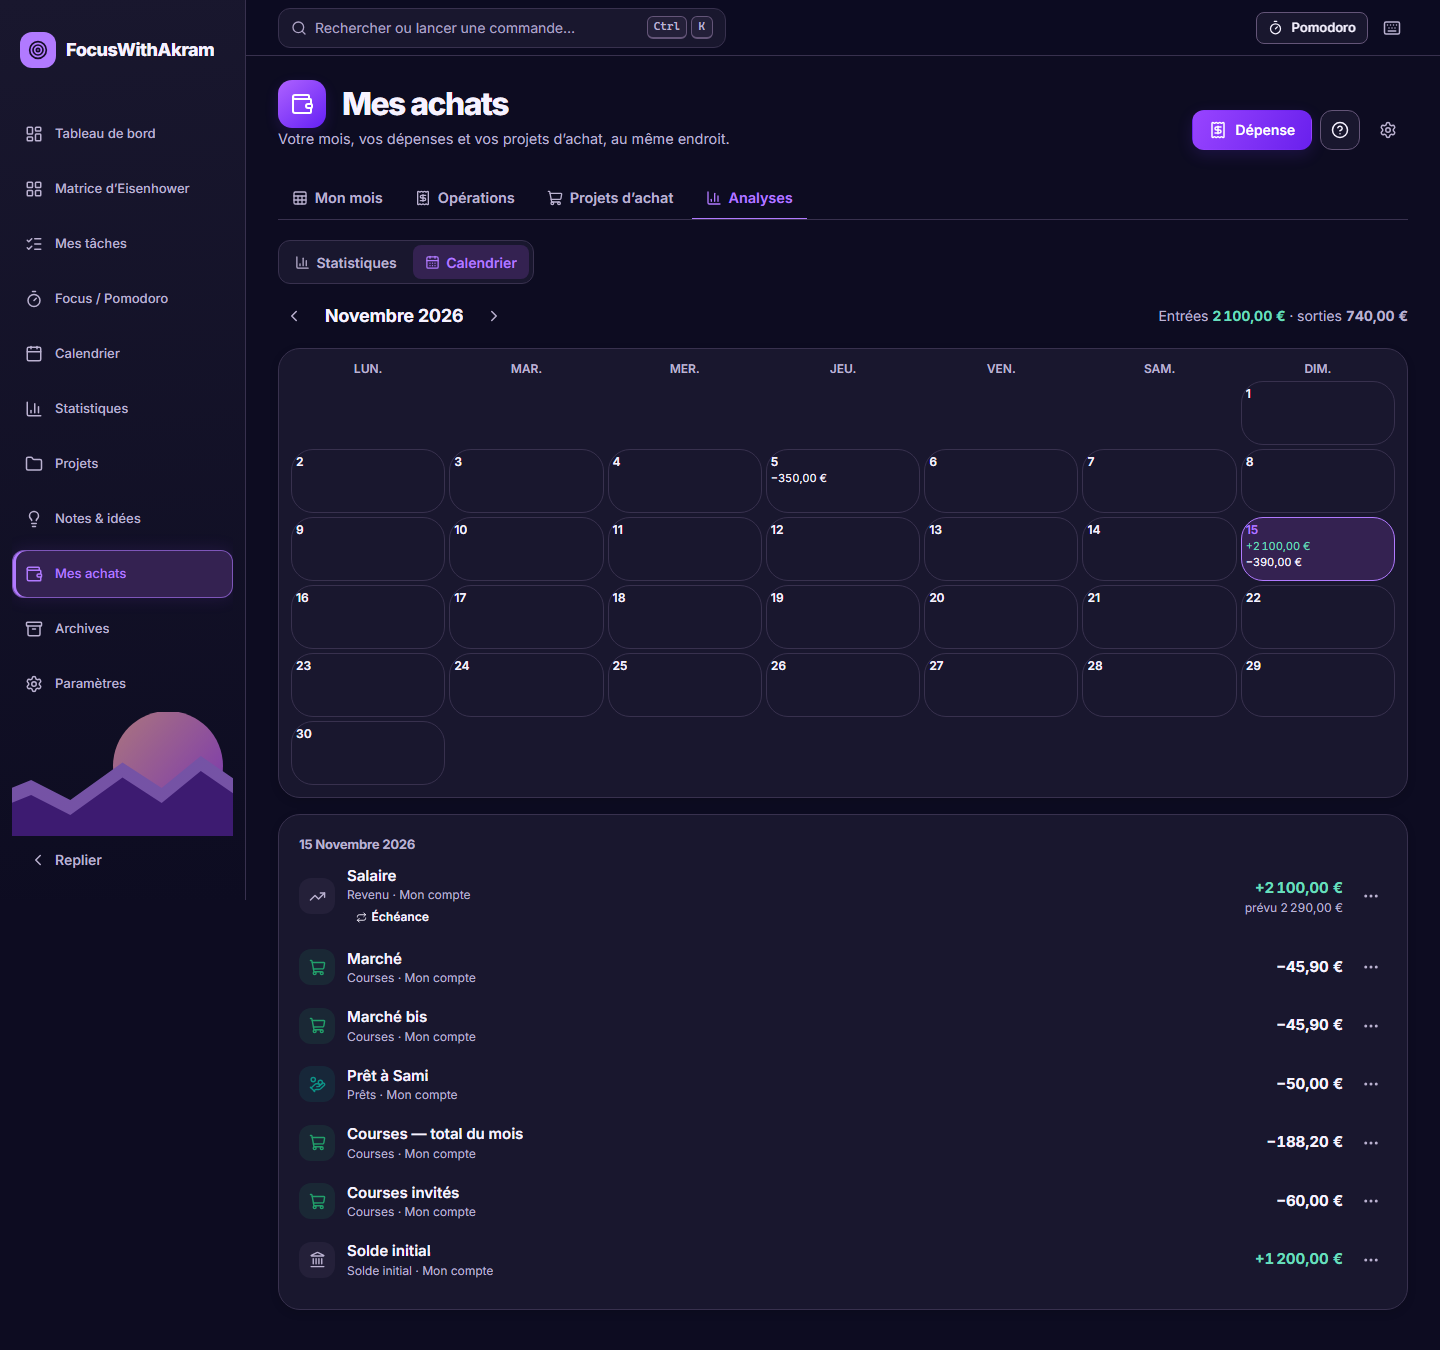 FocusWithAkram
Rechercher ou lancer une commande...
Ctrl K
Pomodoro
Tableau de bord
Matrice d’Eisenhower
Mes tâches
Focus / Pomodoro
Calendrier
Statistiques
Projets
Notes & idées
Mes achats
Archives
Paramètres
Replier
Mes achats
Votre mois, vos dépenses et vos projets d’achat, au même endroit.
Dépense
Mon mois
Opérations
Projets d’achat
Analyses
Statistiques
Calendrier
Novembre 2026
Entrées 2 100,00 € · sorties 740,00 €
LUN. MAR. MER. JEU. VEN. SAM. DIM.
1
2 3 4 5 6 7 8
−350,00 €
9 10 11 12 13 14 15
+2 100,00 €
−390,00 €
16 17 18 19 20 21 22
23 24 25 26 27 28 29
30
15 Novembre 2026
Salaire
Revenu · Mon compte
Échéance
+2 100,00 €
prévu 2 290,00 €
Marché
Courses · Mon compte
−45,90 €
Marché bis
Courses · Mon compte
−45,90 €
Prêt à Sami
Prêts · Mon compte
−50,00 €
Courses — total du mois
Courses · Mon compte
−188,20 €
Courses invités
Courses · Mon compte
−60,00 €
Solde initial
Solde initial · Mon compte
+1 200,00 €